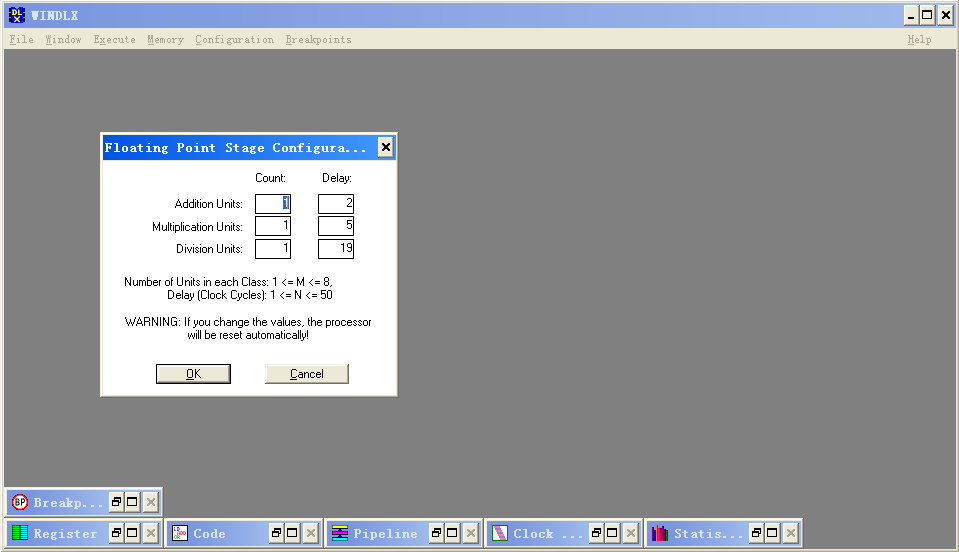 WINDLX
File Window Execute Memory Configuration Breakpoints Help
Floating Point Stage Configura...
Count: Delay:
Addition Units: 1 2
Multiplication Units: 1 5
Division Units: 1 19
Number of Units in each Class: 1 <= M <= 8,
Delay (Clock Cycles): 1 <= N <= 50
WARNING: If you change the values, the processor
will be reset automatically!
OK Cancel
BP Breakp...
Register Code Pipeline Clock ... Statis...